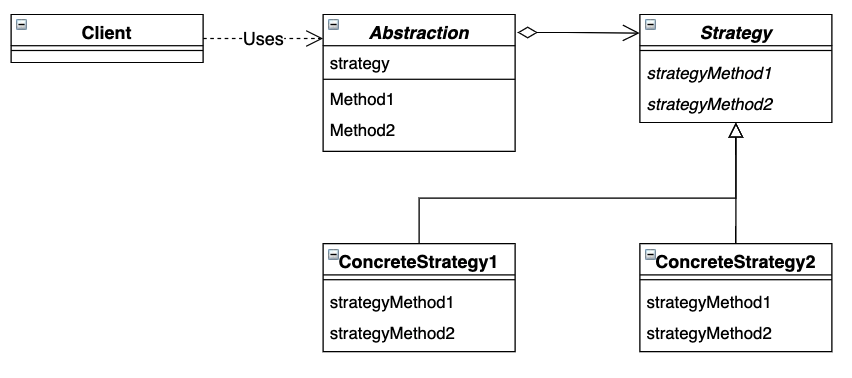 Client
Uses
Abstraction
strategy
Method1
Method2
Strategy
strategyMethod1
strategyMethod2
ConcreteStrategy1
strategyMethod1
strategyMethod2
ConcreteStrategy2
strategyMethod1
strategyMethod2